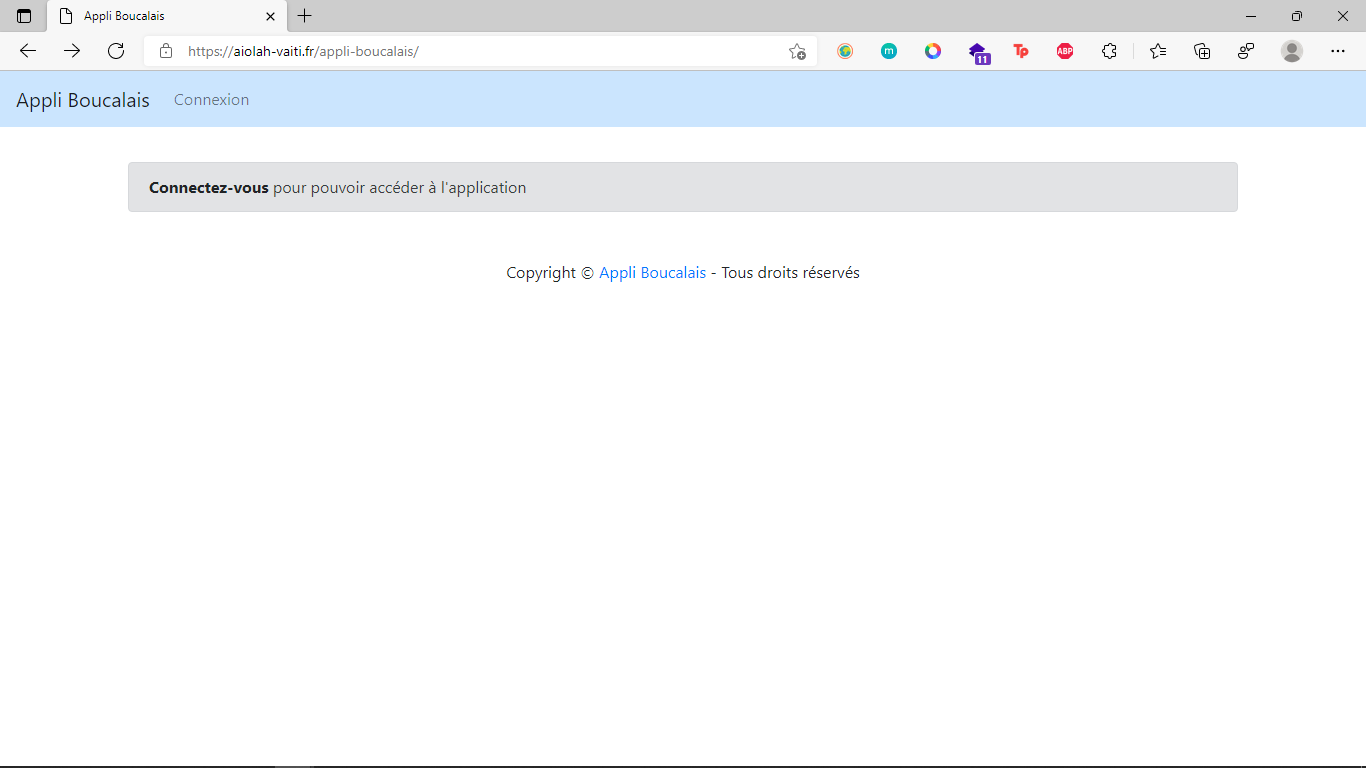 Appli Boucalais
https://aiolah-vaiti.fr/appli-boucalais/
m
11
Tp
ABP
Appli Boucalais Connexion
Connectez-vous pour pouvoir accéder à l'application
Copyright © Appli Boucalais - Tous droits réservés